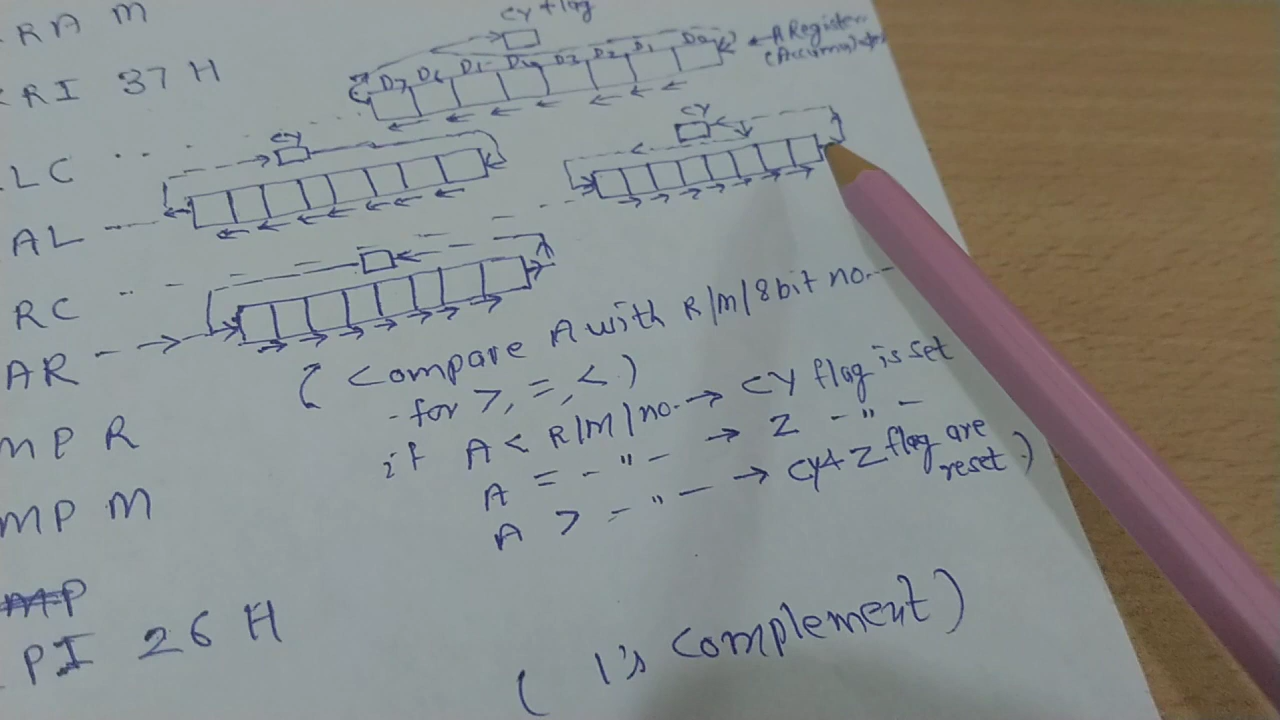 RA M
CY flag
RI 37 H
D7 D6 D5 D4 D3 D2 D1 D0
A Register
(Accumulator
LC
CY
CY
AL
RC
AR
( Compare A with R/M/8 bit no.
for >, =, < )
MP R
if A < R/M/no. → CY flag is set
A = - " - → Z - " -
MP M
A > - " - → CY & Z flag are reset )
PI 26 H
( 1's complement )